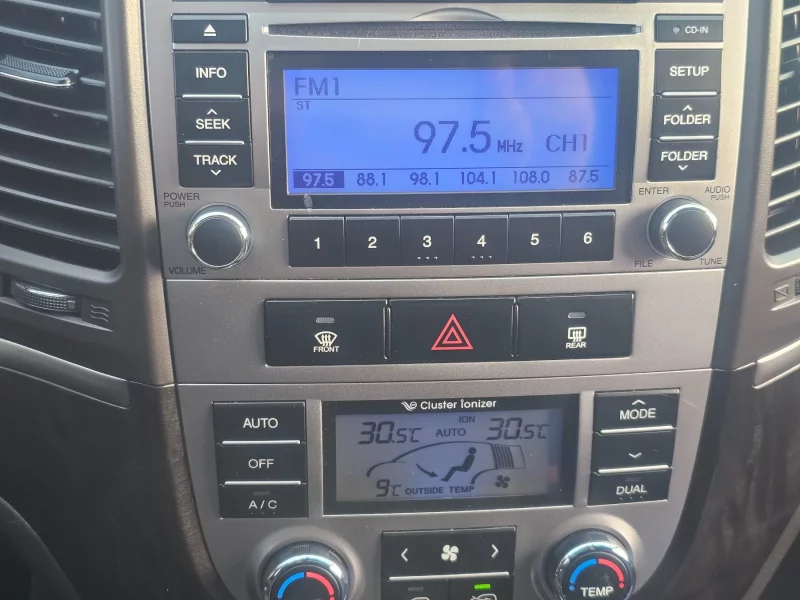 CD-IN
INFO
SETUP
FM1
ST
SEEK
FOLDER
97.5 MHz CH1
TRACK
FOLDER
97.5 88.1 98.1 104.1 108.0 87.5
POWER
PUSH
ENTER
AUDIO
PUSH
1 2 3 4 5 6
VOLUME
FILE
TUNE
FRONT
REAR
Cluster ionizer
AUTO
MODE
ION
30.5°C AUTO 30.5°C
OFF
9°C OUTSIDE TEMP
DUAL
A/C
TEMP